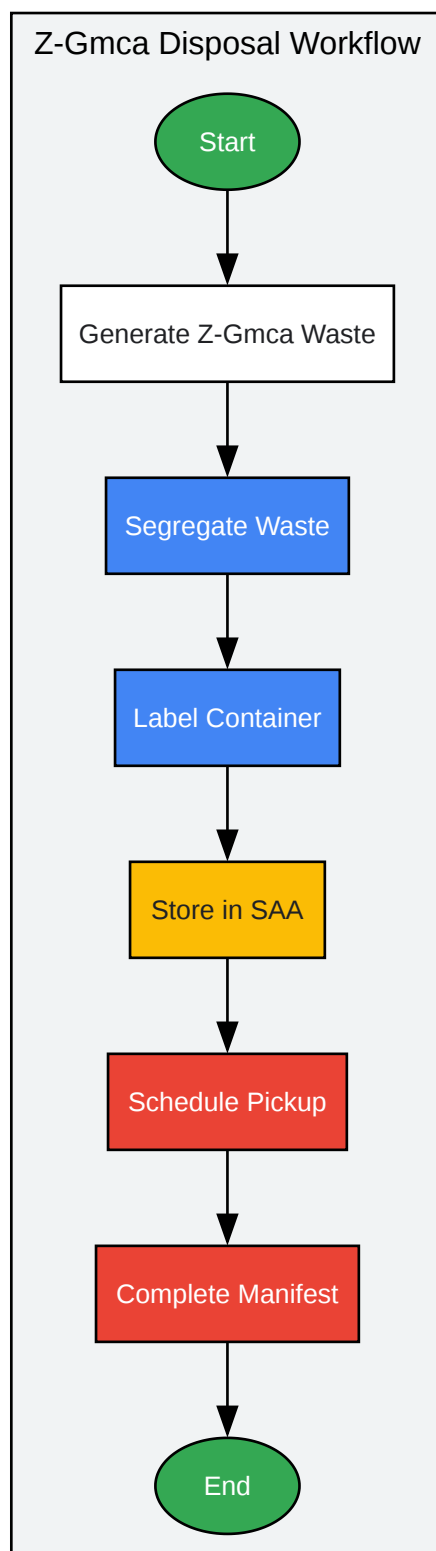 Z-Gmca Disposal Workflow
Start
Generate Z-Gmca Waste
Segregate Waste
Label Container
Store in SAA
Schedule Pickup
Complete Manifest
End